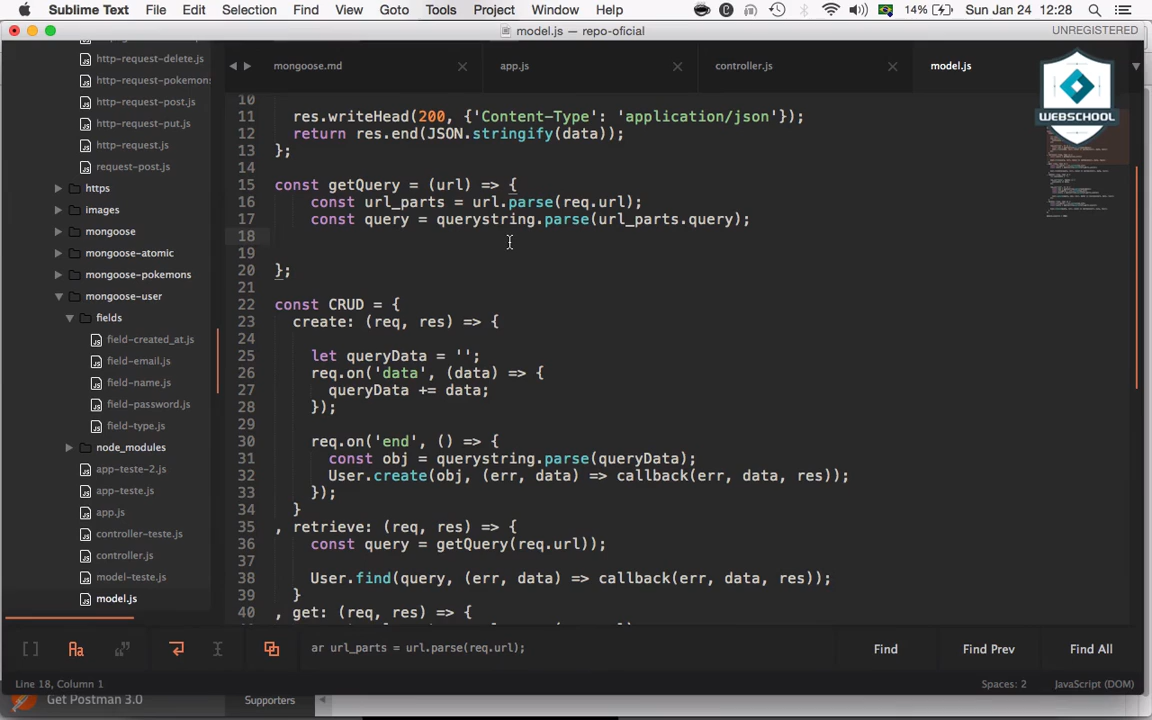 Sublime Text File Edit Selection Find View Goto Tools Project Window Help 14% Sun Jan 24 12:28
model.js — repo-oficial UNREGISTERED
http-request-delete.js
http-request-pokemons
http-request-post.js
http-request-put.js
http-request.js
request-post.js
https
images
mongoose
mongoose-atomic
mongoose-pokemons
mongoose-user
fields
field-created_at.js
field-email.js
field-name.js
field-password.js
field-type.js
node_modules
app-teste-2.js
app-teste.js
app.js
controller-teste.js
controller.js
model-teste.js
model.js
mongoose.md app.js controller.js model.js
WEBSCHOOL
10
11 res.writeHead(200, {'Content-Type': 'application/json'});
12 return res.end(JSON.stringify(data));
13 };
14
15 const getQuery = (url) => {
16 const url_parts = url.parse(req.url);
17 const query = querystring.parse(url_parts.query);
18
19
20 };
21
22 const CRUD = {
23 create: (req, res) => {
24
25 let queryData = '';
26 req.on('data', (data) => {
27 queryData += data;
28 });
29
30 req.on('end', () => {
31 const obj = querystring.parse(queryData);
32 User.create(obj, (err, data) => callback(err, data, res));
33 });
34 }
35 , retrieve: (req, res) => {
36 const query = getQuery(req.url));
37
38 User.find(query, (err, data) => callback(err, data, res));
39 }
40 , get: (req, res) => {
ar url_parts = url.parse(req.url); Find Find Prev Find All
Line 18, Column 1 Spaces: 2 JavaScript (DOM)
Get Postman 3.0 Supporters